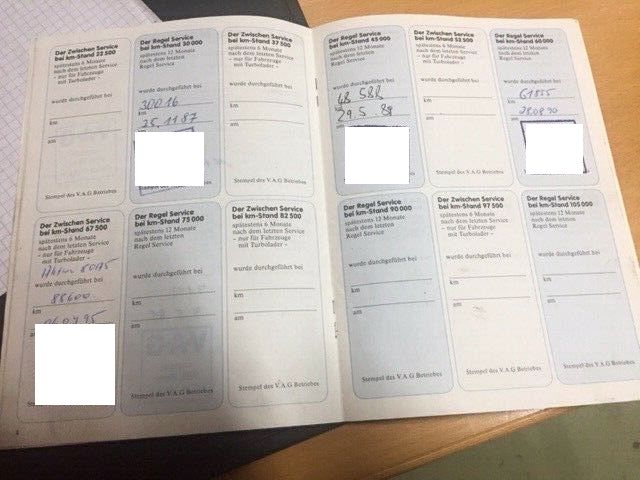 Der Zwischen Service
bei km-Stand 22 500
spätestens 6 Monate
nach dem letzten Service
- nur für Fahrzeuge
mit Turbolader -
wurde durchgeführt bei
km
am
Stempel des V.A.G Betriebes
Der Regel Service
bei km-Stand 30 000
spätestens 12 Monate
nach dem letzten
Regel Service
wurde durchgeführt bei
30016
km
25.11 87
am
Der Zwischen Service
bei km-Stand 37 500
spätestens 6 Monate
nach dem letzten Service
- nur für Fahrzeuge
mit Turbolader -
wurde durchgeführt bei
km
am
Stempel des V.A.G Betriebes
Der Regel Service
bei km-Stand 45 000
spätestens 12 Monate
nach dem letzten
Regel Service
wurde durchgeführt bei
48 588
km
29.5.89
am
Der Zwischen Service
bei km-Stand 52 500
spätestens 6 Monate
nach dem letzten Service
- nur für Fahrzeuge
mit Turbolader -
wurde durchgeführt bei
km
am
Stempel des V.A.G Betriebes
Der Regel Service
bei km-Stand 60 000
spätestens 12 Monate
nach dem letzten
Regel Service
wurde durchgeführt bei
61855
km
28.08.90
am
Der Zwischen Service
bei km-Stand 67 500
spätestens 6 Monate
nach dem letzten Service
- nur für Fahrzeuge
mit Turbolader -
wurde durchgeführt bei
88600
km
am
Der Regel Service
bei km-Stand 75 000
spätestens 12 Monate
nach dem letzten
Regel Service
wurde durchgeführt bei
km
am
Stempel des V.A.G Betriebes
Der Zwischen Service
bei km-Stand 82 500
spätestens 6 Monate
nach dem letzten Service
- nur für Fahrzeuge
mit Turbolader -
wurde durchgeführt bei
km
am
Stempel des V.A.G Betriebes
Der Regel Service
bei km-Stand 90 000
spätestens 12 Monate
nach dem letzten
Regel Service
wurde durchgeführt bei
km
am
Stempel des V.A.G Betriebes
Der Zwischen Service
bei km-Stand 97 500
spätestens 6 Monate
nach dem letzten Service
- nur für Fahrzeuge
mit Turbolader -
wurde durchgeführt bei
km
am
Stempel des V.A.G Betriebes
Der Regel Service
bei km-Stand 105 000
spätestens 12 Monate
nach dem letzten
Regel Service
wurde durchgeführt bei
km
am
Stempel des V.A.G Betriebes